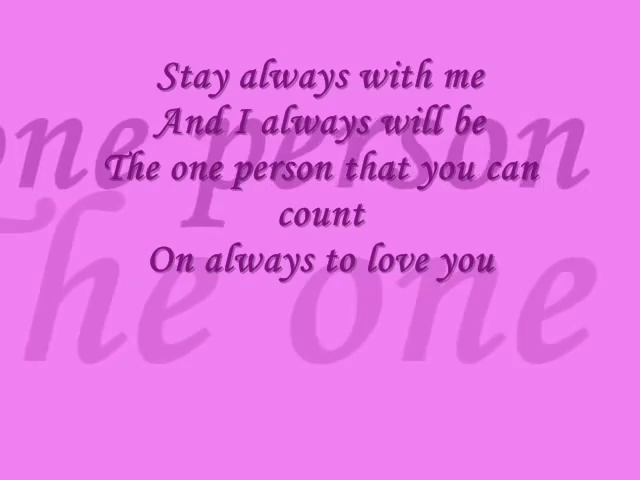 Stay always with me
And I always will be
The one person that you can
count
On always to love you
one person
The one